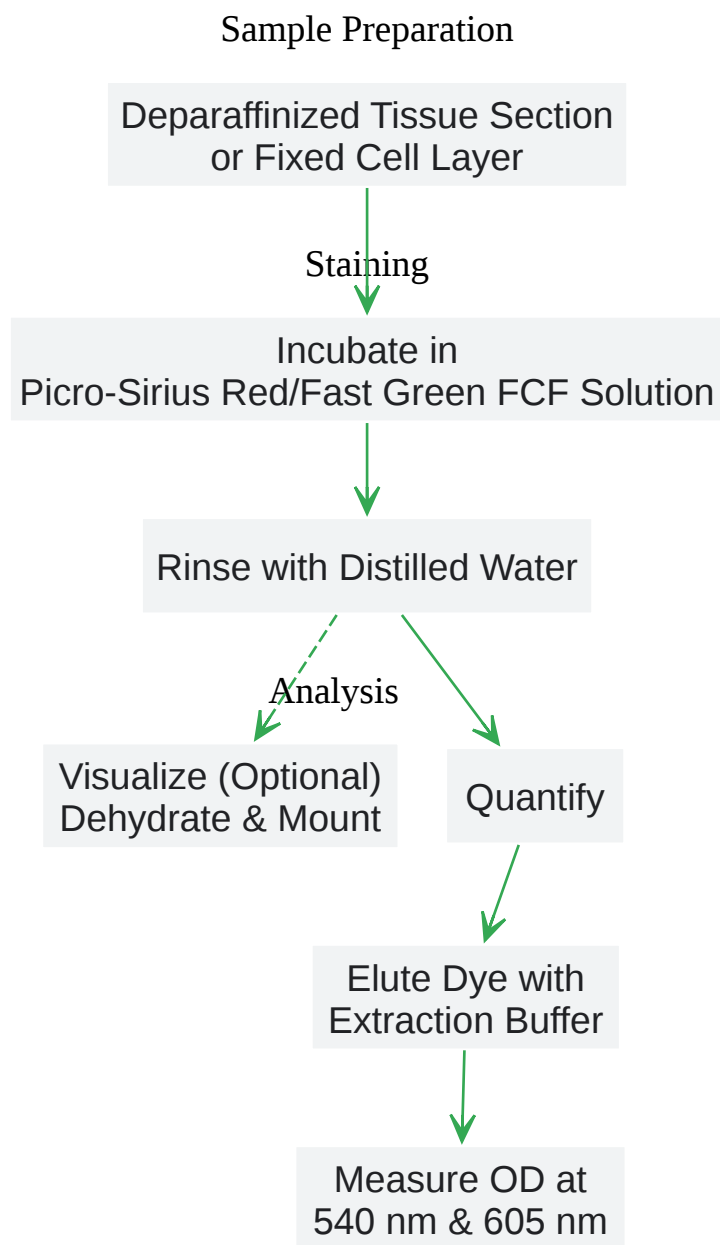 Sample Preparation
Deparaffinized Tissue Section
or Fixed Cell Layer
Staining
Incubate in
Picro-Sirius Red/Fast Green FCF Solution
Rinse with Distilled Water
Analysis
Visualize (Optional)
Dehydrate & Mount
Quantify
Elute Dye with
Extraction Buffer
Measure OD at
540 nm & 605 nm